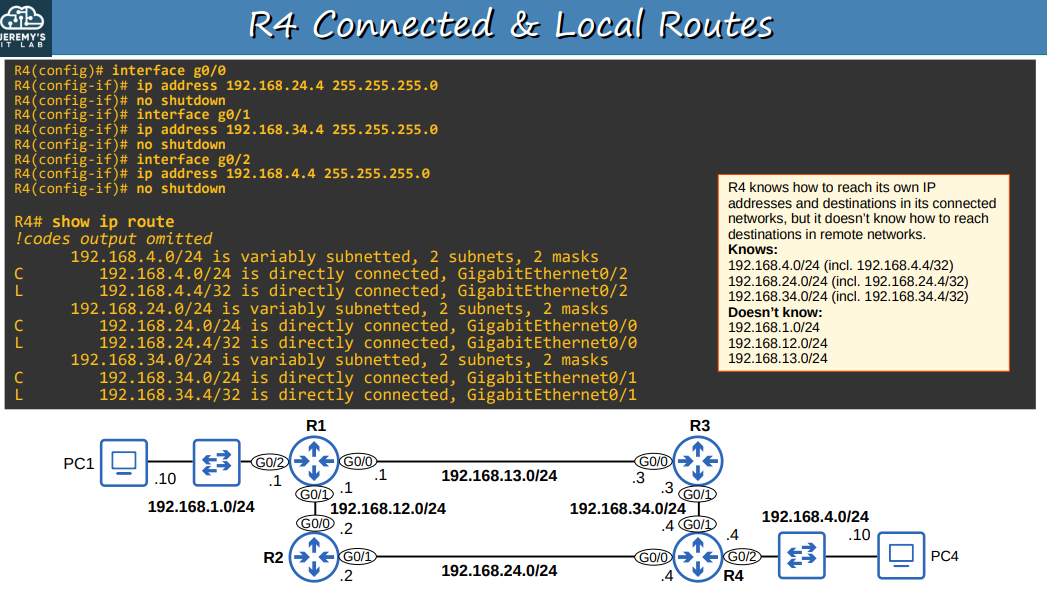 JEREMY'S
IT LAB
R4 Connected & Local Routes
R4(config)# interface g0/0
R4(config-if)# ip address 192.168.24.4 255.255.255.0
R4(config-if)# no shutdown
R4(config-if)# interface g0/1
R4(config-if)# ip address 192.168.34.4 255.255.255.0
R4(config-if)# no shutdown
R4(config-if)# interface g0/2
R4(config-if)# ip address 192.168.4.4 255.255.255.0
R4(config-if)# no shutdown
R4# show ip route
!codes output omitted
192.168.4.0/24 is variably subnetted, 2 subnets, 2 masks
C 192.168.4.0/24 is directly connected, GigabitEthernet0/2
L 192.168.4.4/32 is directly connected, GigabitEthernet0/2
192.168.24.0/24 is variably subnetted, 2 subnets, 2 masks
C 192.168.24.0/24 is directly connected, GigabitEthernet0/0
L 192.168.24.4/32 is directly connected, GigabitEthernet0/0
192.168.34.0/24 is variably subnetted, 2 subnets, 2 masks
C 192.168.34.0/24 is directly connected, GigabitEthernet0/1
L 192.168.34.4/32 is directly connected, GigabitEthernet0/1
R4 knows how to reach its own IP
addresses and destinations in its connected
networks, but it doesn't know how to reach
destinations in remote networks.
Knows:
192.168.4.0/24 (incl. 192.168.4.4/32)
192.168.24.0/24 (incl. 192.168.24.4/32)
192.168.34.0/24 (incl. 192.168.34.4/32)
Doesn't know:
192.168.1.0/24
192.168.12.0/24
192.168.13.0/24
R1
R3
PC1
G0/2
G0/0
G0/0
.10
.1
.1
192.168.13.0/24
.3
.3
G0/1
.1
G0/1
192.168.1.0/24
192.168.12.0/24
192.168.34.0/24
192.168.4.0/24
G0/0
.2
.4
G0/1
.4
.10
R2
G0/1
G0/0
G0/2
PC4
.2
192.168.24.0/24
.4
R4